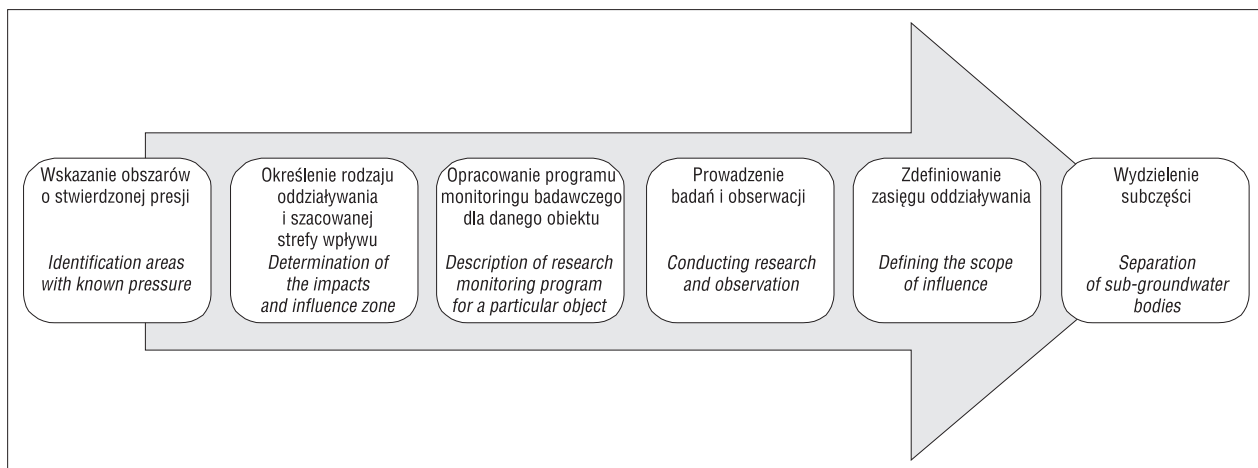 Wskazanie obszarów
o stwierdzonej presji
Identification areas
with known pressure
Określenie rodzaju
oddziaływania
i szacowanej
strefy wpływu
Determination of
the impacts
and influence zone
Opracowanie programu
monitoringu badawczego
dla danego obiektu
Description of research
monitoring program
for a particular object
Prowadzenie
badań i obserwacji
Conducting research
and observation
Zdefiniowanie
zasięgu oddziaływania
Defining the scope
of influence
Wydzielenie
subczęści
Separation
of sub-groundwater
bodies